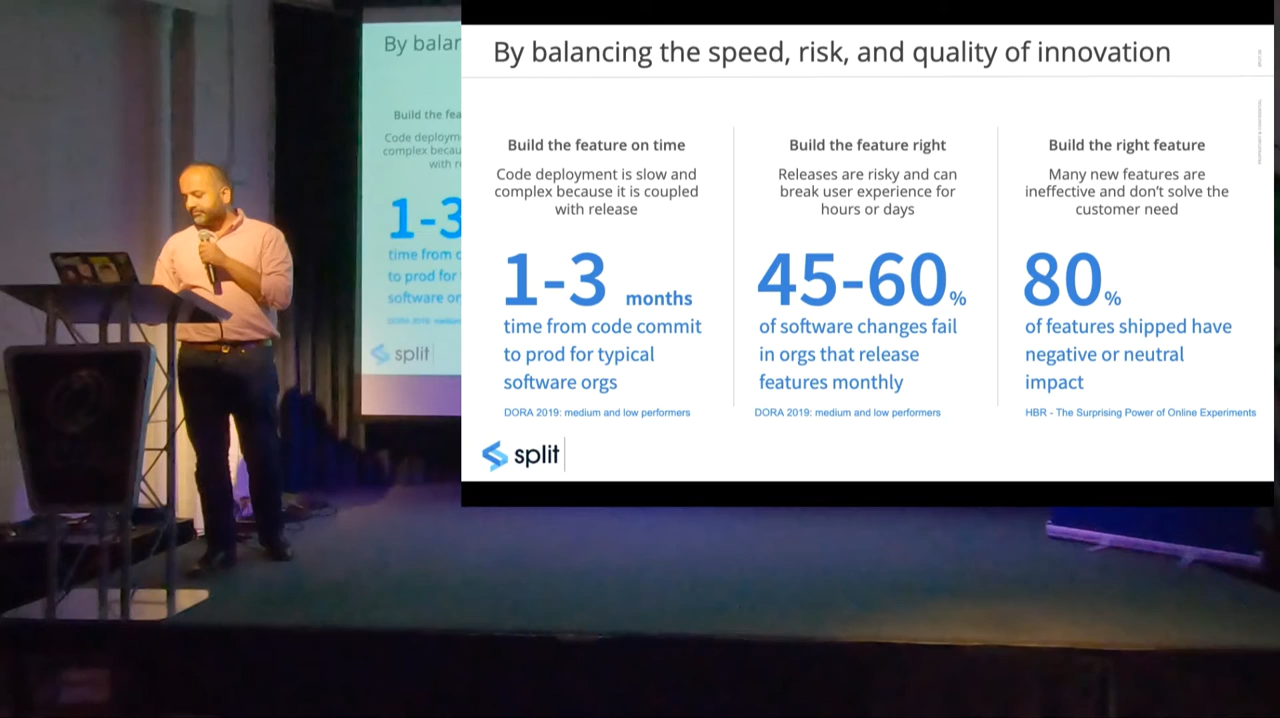 By balancing the speed, risk, and quality of innovation
Build the feature on time
Code deployment is slow and
complex because it is coupled
with release
1-3 months
time from code commit
to prod for typical
software orgs
DORA 2019: medium and low performers
Build the feature right
Releases are risky and can
break user experience for
hours or days
45-60%
of software changes fail
in orgs that release
features monthly
DORA 2019: medium and low performers
Build the right feature
Many new features are
ineffective and don't solve the
customer need
80%
of features shipped have
negative or neutral
impact
HBR - The Surprising Power of Online Experiments
split
By balan
Build the fea
Code deploym
complex becau
with r
1-3
time from c
to prod for
software or
DORA 2019: medium
split